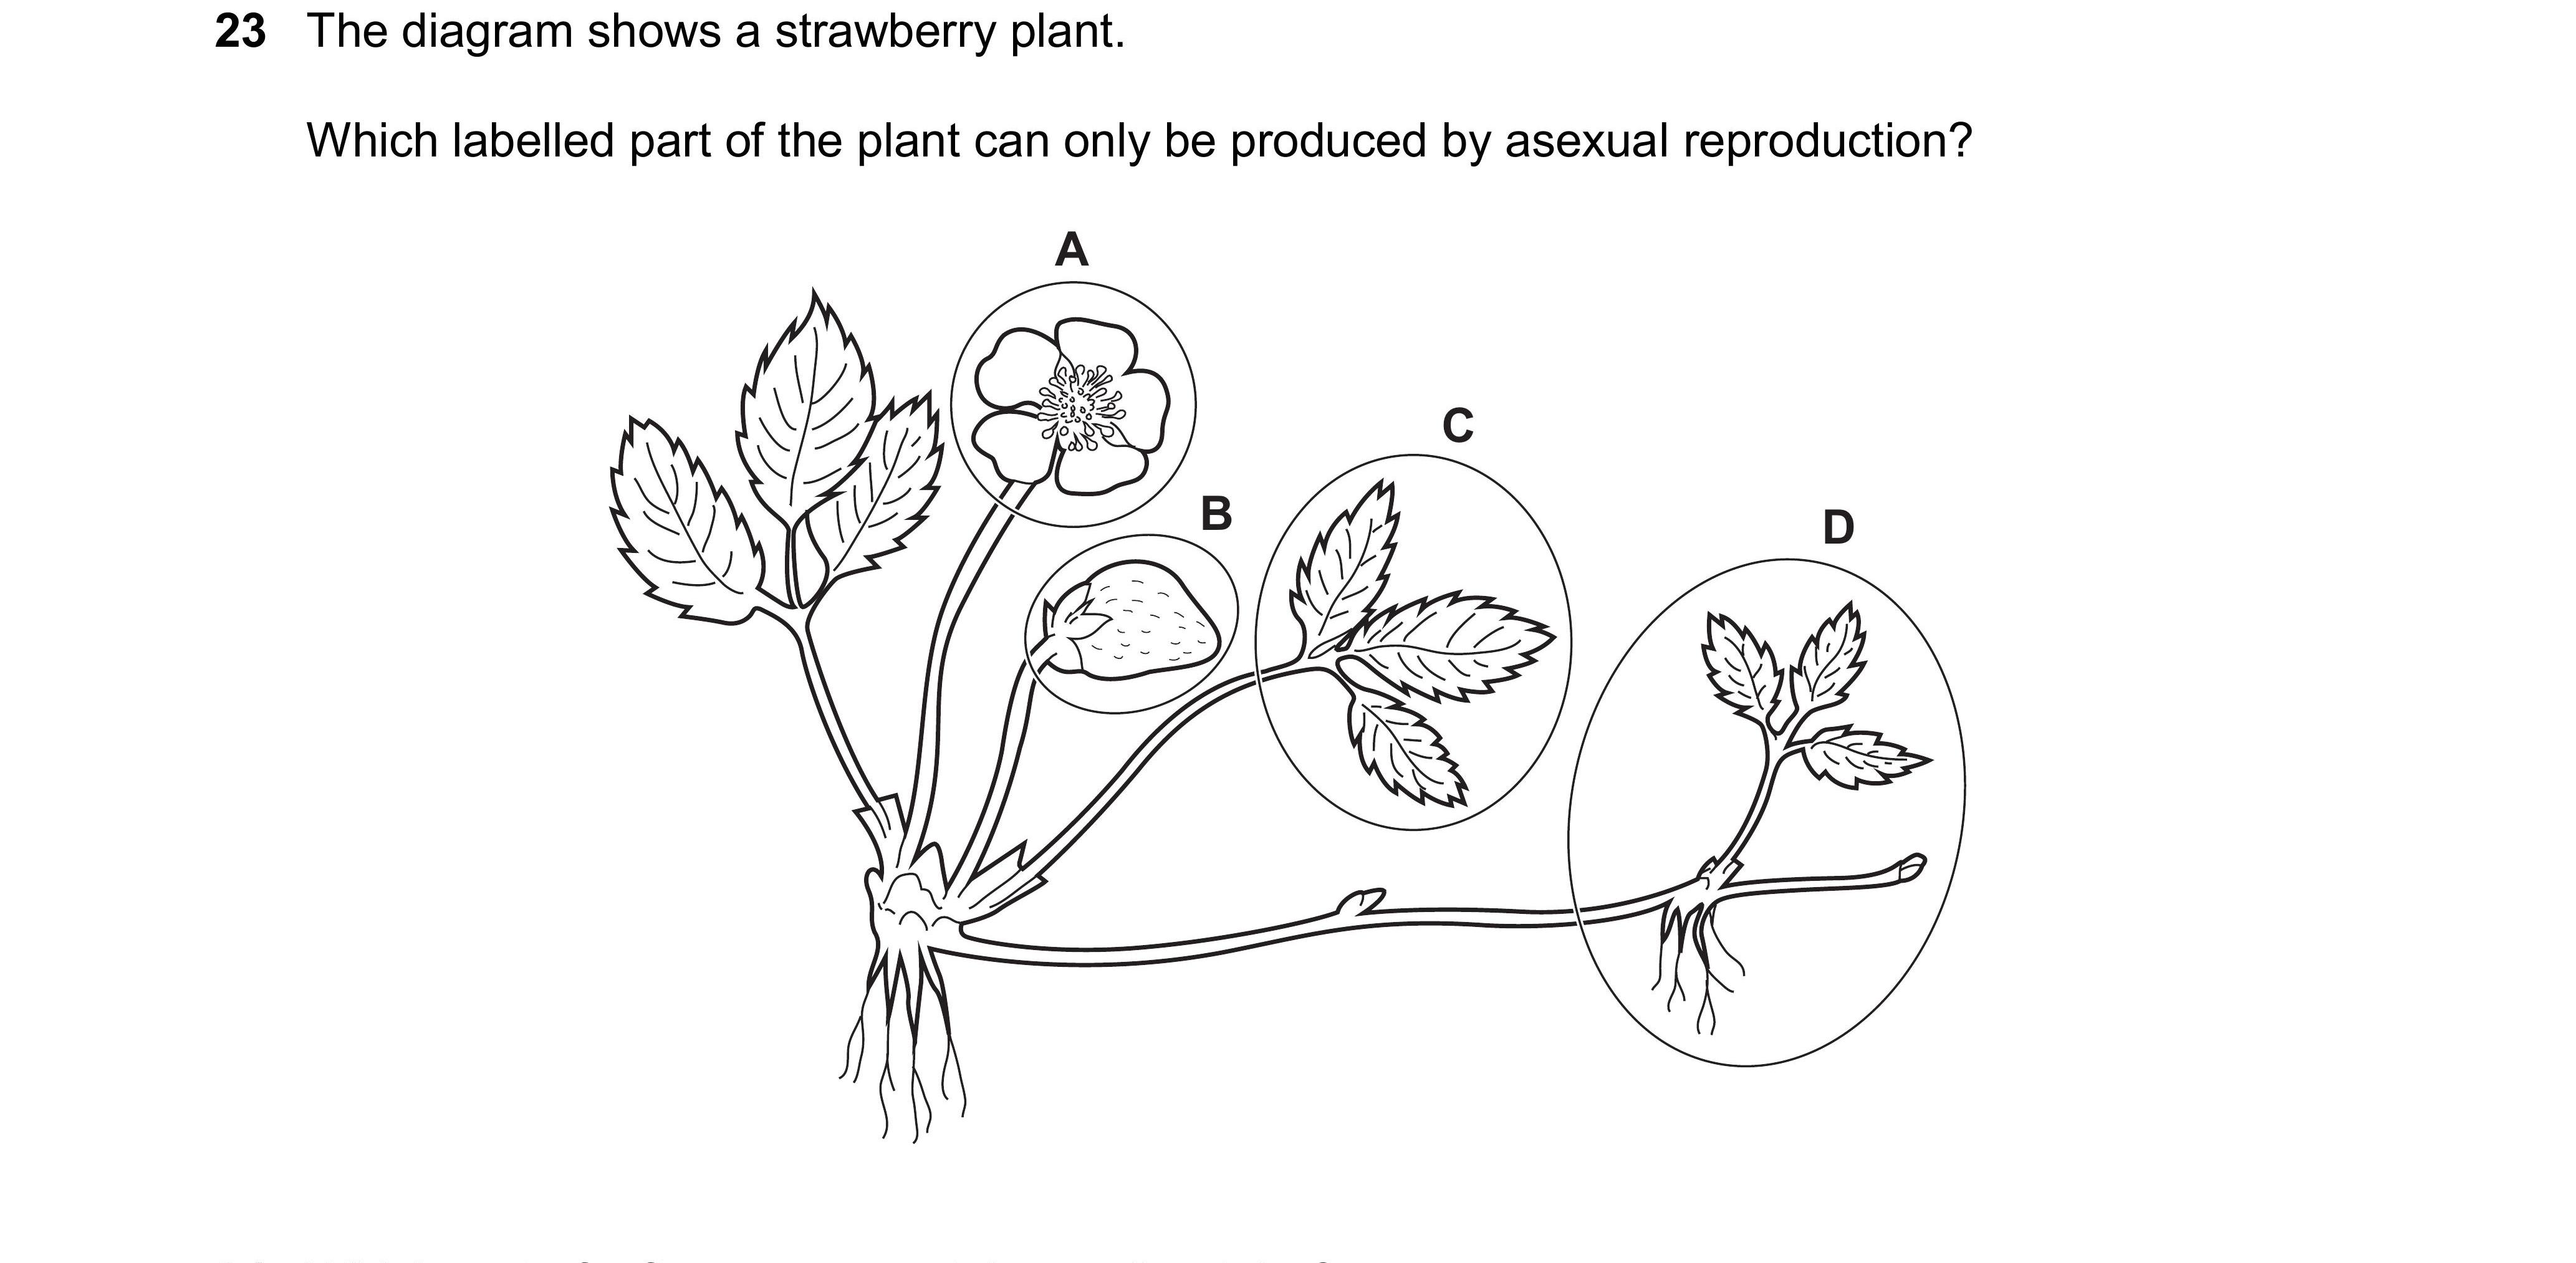 23 The diagram shows a strawberry plant.
Which labelled part of the plant can only be produced by asexual reproduction?
A
C
B
D